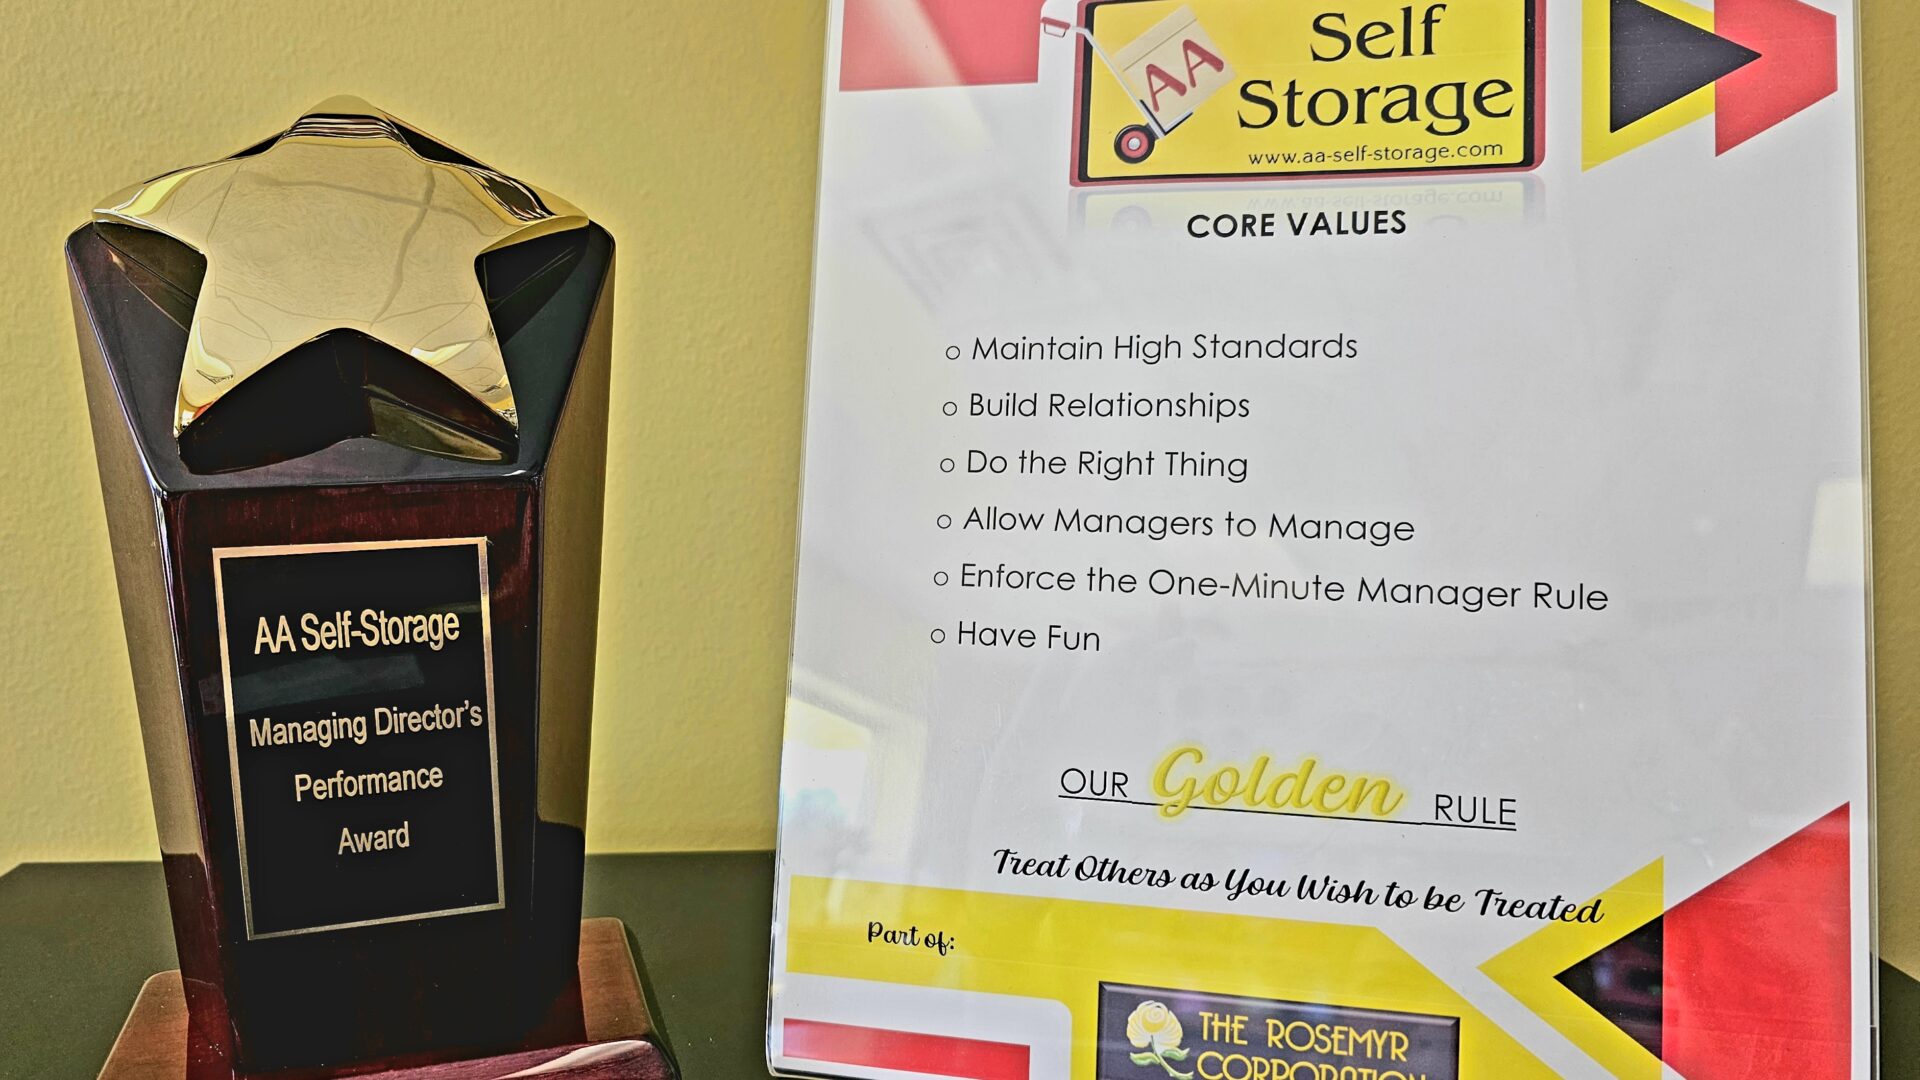 AA Self-Storage
Managing Director's
Performance
Award
AA
Self
Storage
www.aa-self-storage.com
CORE VALUES
Maintain High Standards
Build Relationships
Do the Right Thing
Allow Managers to Manage
Enforce the One-Minute Manager Rule
Have Fun
OUR Golden RULE
Treat Others as You Wish to be Treated
Part of:
THE ROSEMYR
CORPORATION